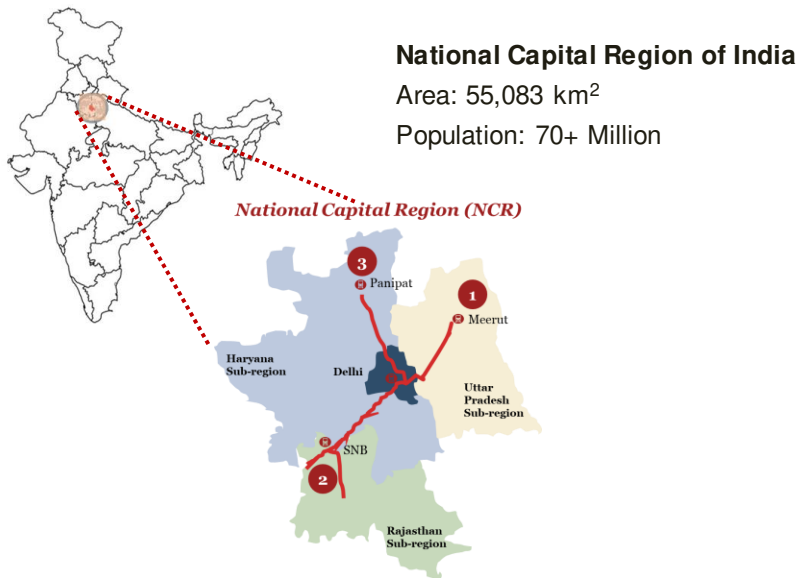 National Capital Region of India
Area: 55,083 km²
Population: 70+ Million
National Capital Region (NCR)
3
Panipat
1
Meerut
Haryana
Sub-region
Delhi
Uttar
Pradesh
Sub-region
SNB
2
Rajasthan
Sub-region